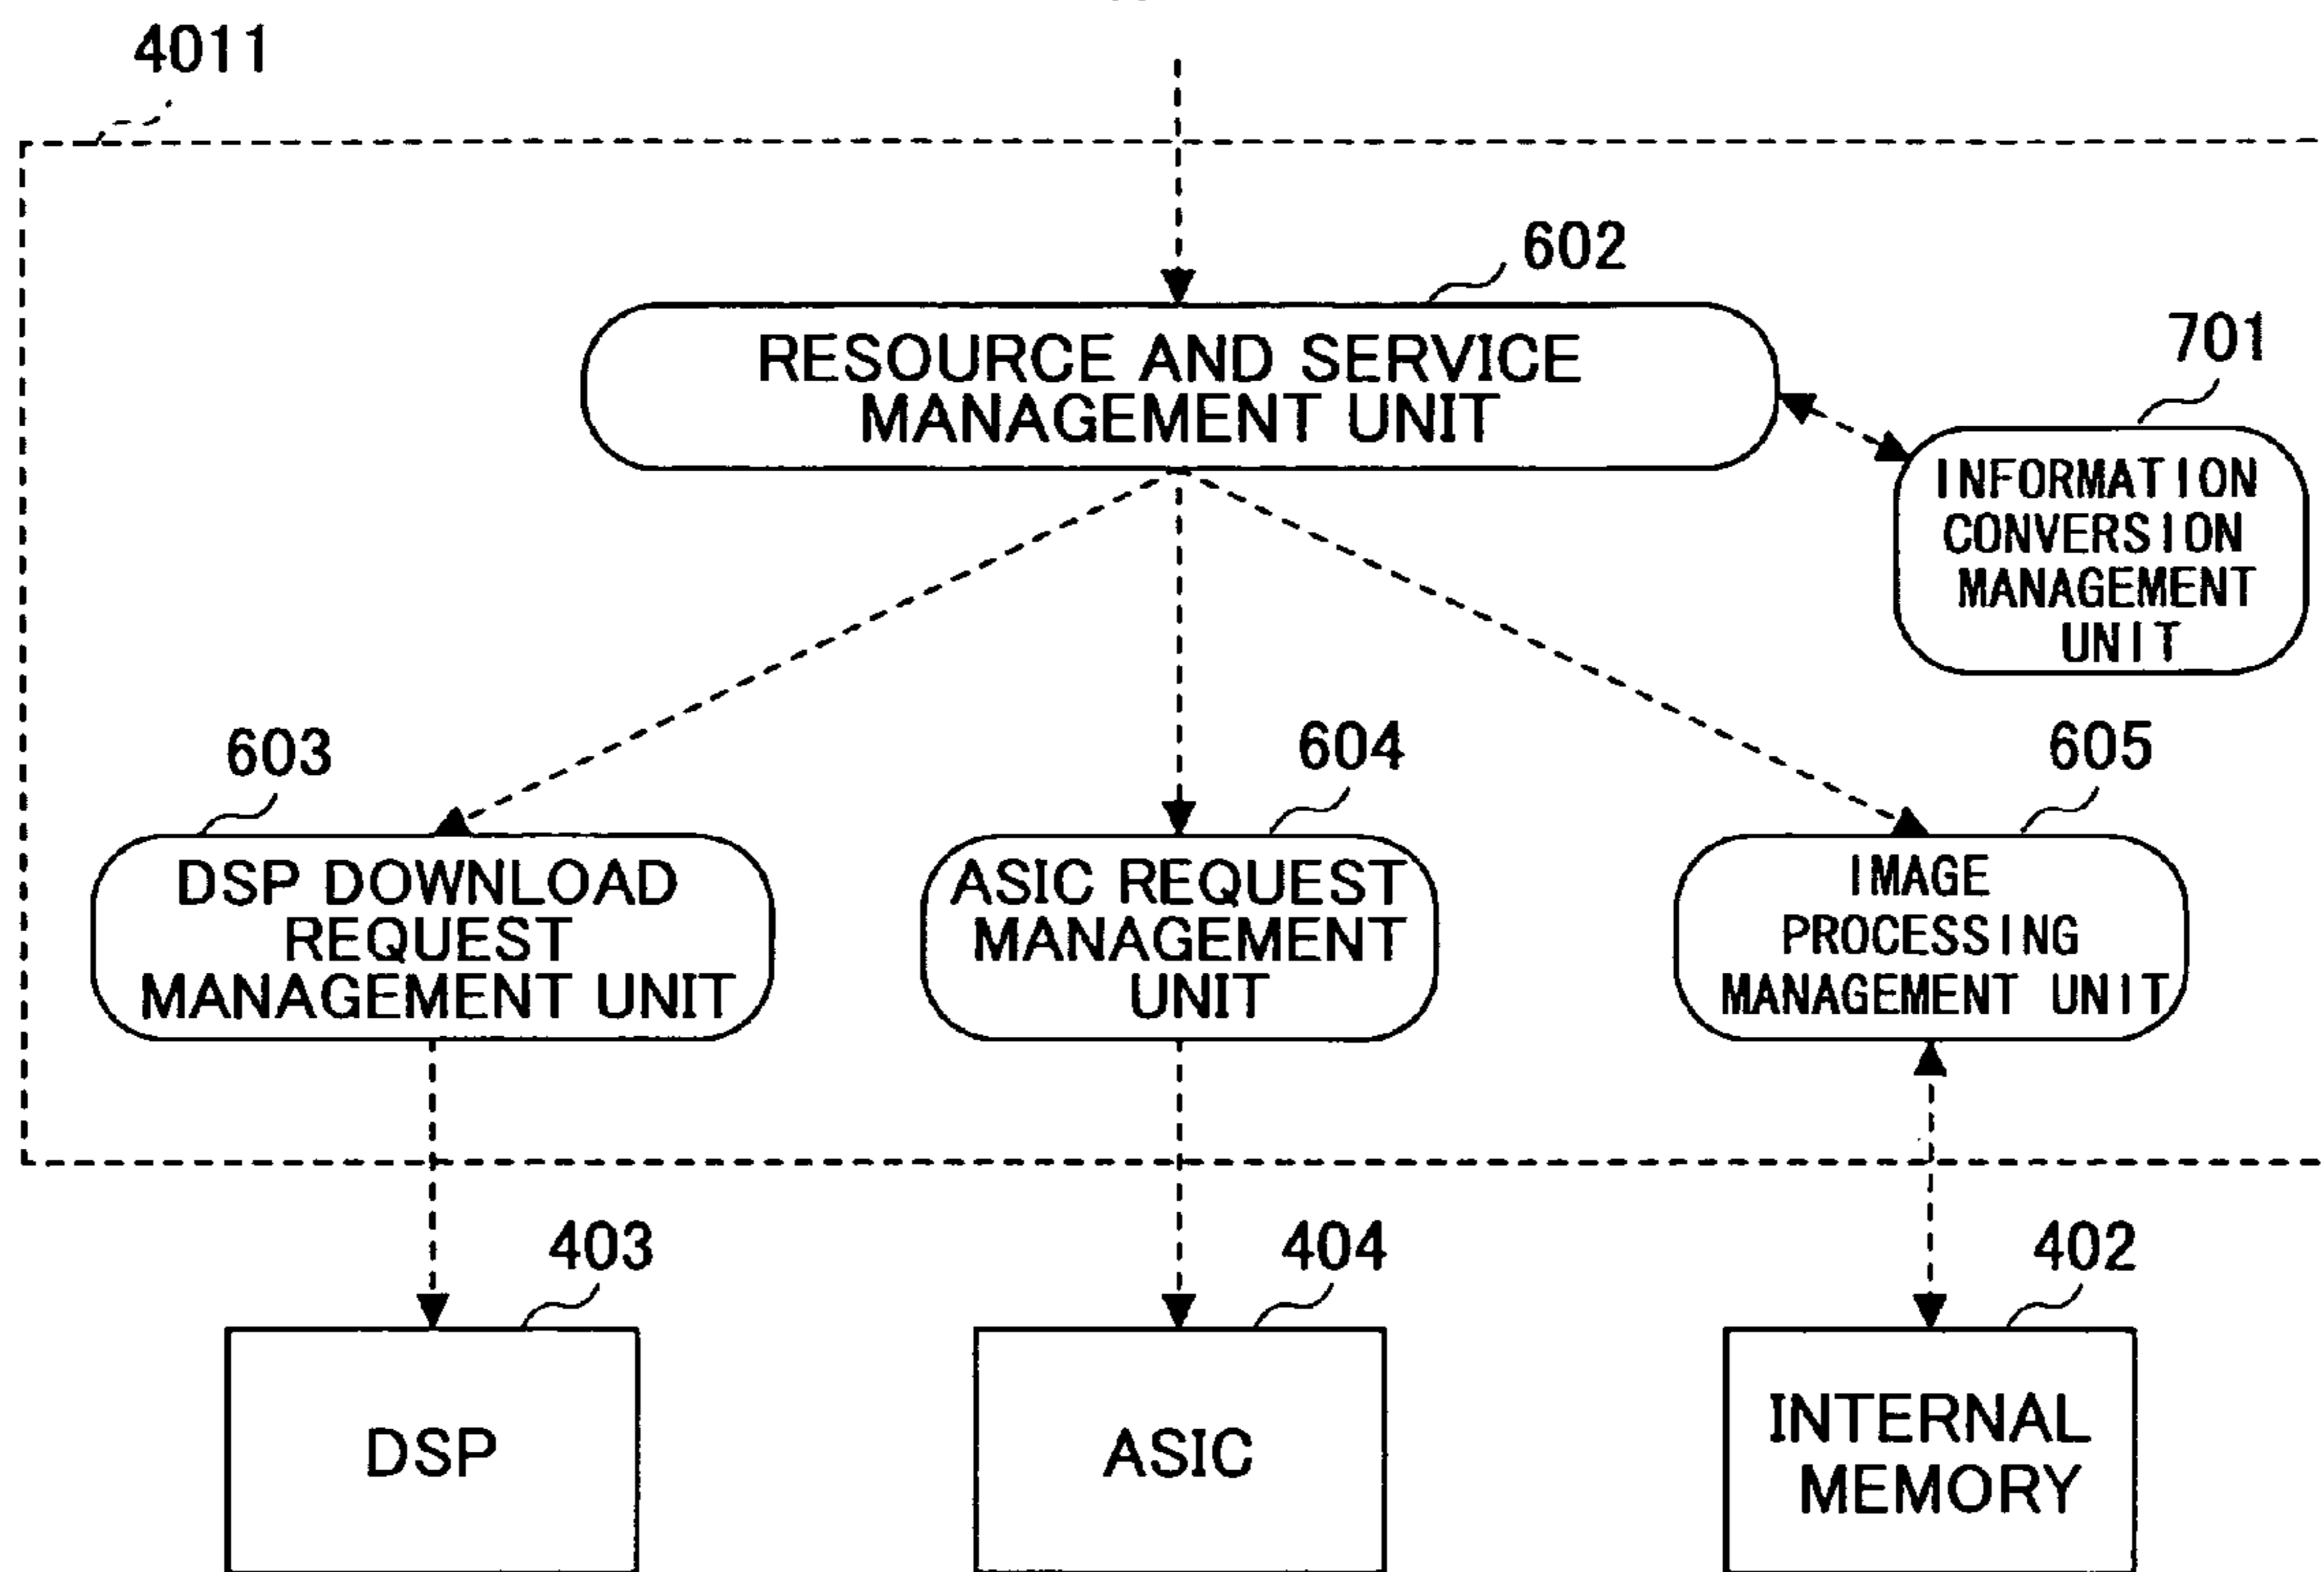 4011
602
RESOURCE AND SERVICE
MANAGEMENT UNIT
701
INFORMATION
CONVERSION
MANAGEMENT
UNIT
603
DSP DOWNLOAD
REQUEST
MANAGEMENT UNIT
604
ASIC REQUEST
MANAGEMENT
UNIT
605
IMAGE
PROCESSING
MANAGEMENT UNIT
403
DSP
404
ASIC
402
INTERNAL
MEMORY